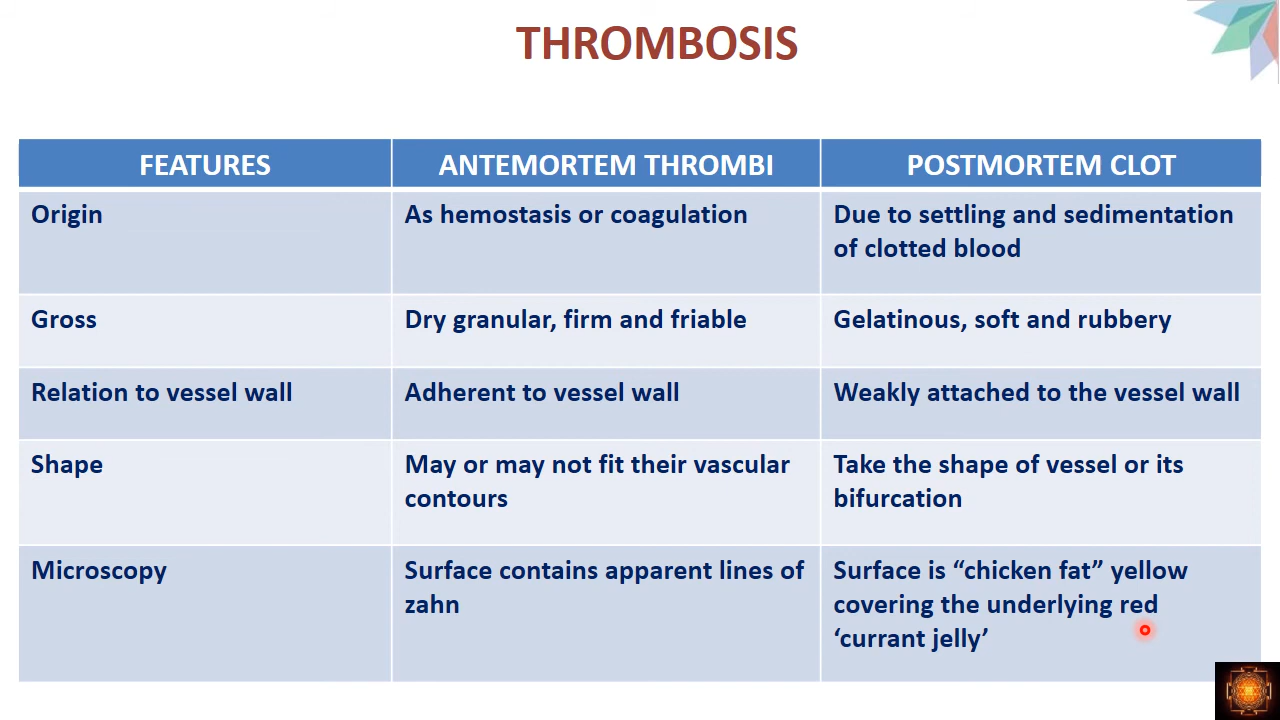 THROMBOSIS
FEATURES
ANTEMORTEM THROMBI
POSTMORTEM CLOT
Origin
As hemostasis or coagulation
Due to settling and sedimentation
of clotted blood
Gross
Dry granular, firm and friable
Gelatinous, soft and rubbery
Relation to vessel wall
Adherent to vessel wall
Weakly attached to the vessel wall
Shape
May or may not fit their vascular
contours
Take the shape of vessel or its
bifurcation
Microscopy
Surface contains apparent lines of
zahn
Surface is “chicken fat” yellow
covering the underlying red
‘currant jelly’